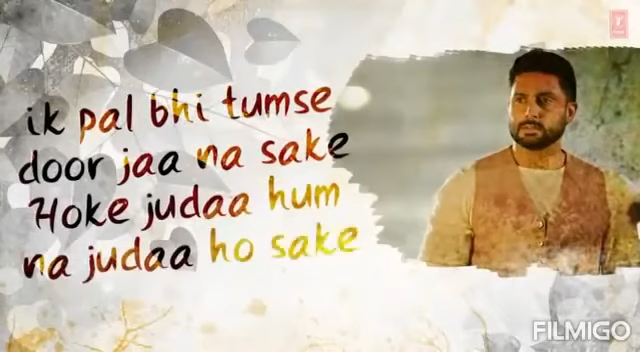 ik pal bhi tumse
door jaa na sake
Hoke judaa hum
na judaa ho sake
T
FILMIGO